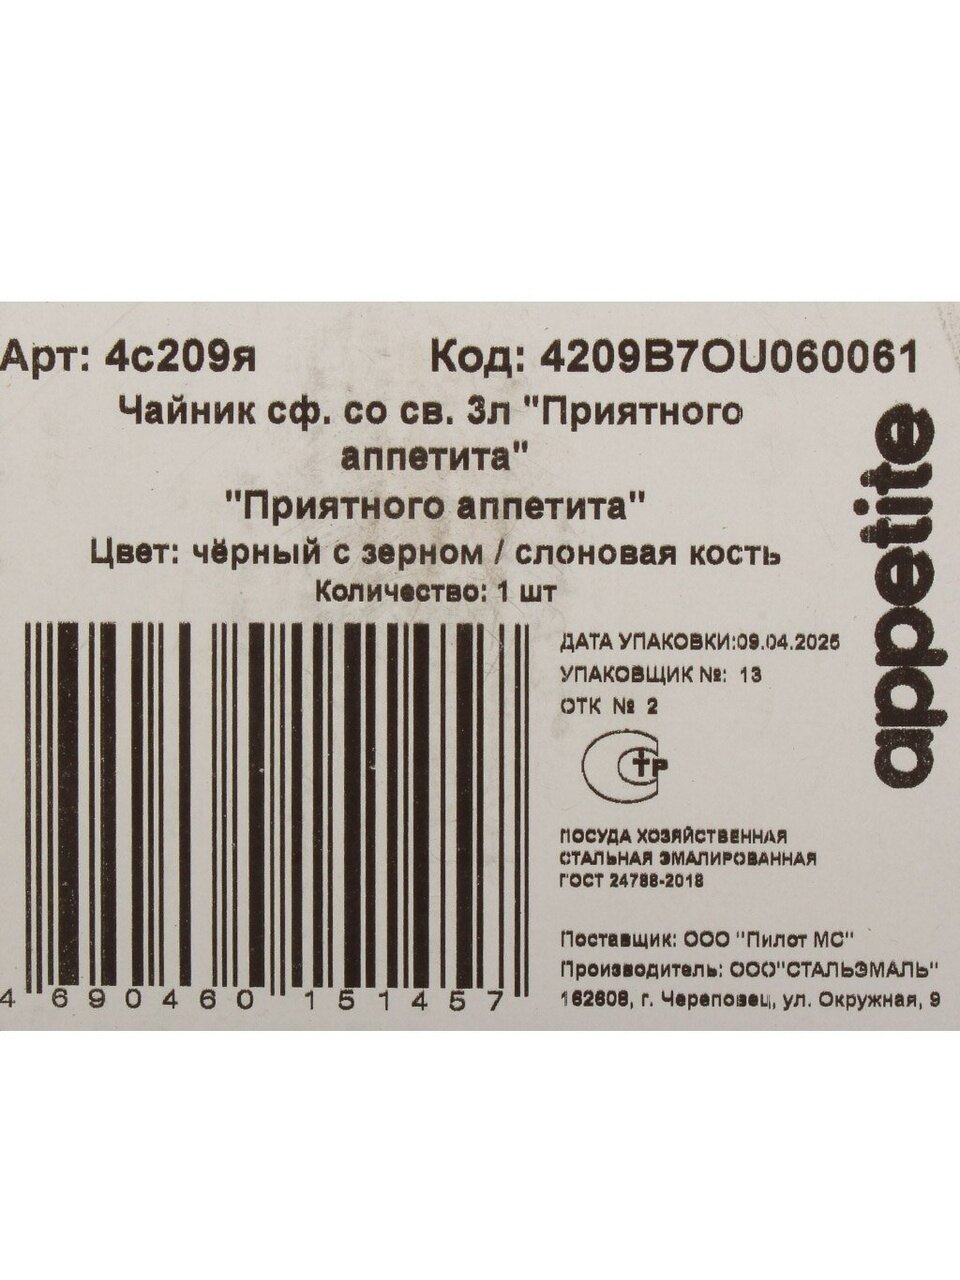 Арт: 4с209я Код: 4209В7OU060061
Чайник сф. со св. 3л "Приятного
аппетита"
"Приятного аппетита"
Цвет: чёрный с зерном / слоновая кость
Количество: 1 шт
appetite
ДАТА УПАКОВКИ:09.04.2025
УПАКОВЩИК №: 13
ОТК № 2
СТР
ПОСУДА ХОЗЯЙСТВЕННАЯ
СТАЛЬНАЯ ЭМАЛИРОВАННАЯ
ГОСТ 24788-2018
Поставщик: ООО "Пилот МС"
Производитель: ООО"СТАЛЬЭМАЛЬ"
162608, г. Череповец, ул. Окружная, 9
4 690460 151457